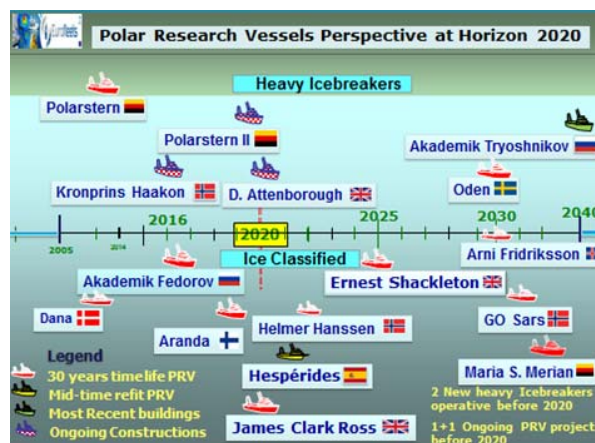 Eurofleets
Polar Research Vessels Perspective at Horizon 2020
Heavy Icebreakers
Polarstern
Polarstern II
Akademik Tryoshnikov
Kronprins Haakon
D. Attenborough
Oden
2005
2014
2016
2020
2025
2030
2040
Ice Classified
Arni Fridriksson
Akademik Fedorov
Ernest Shackleton
Dana
Aranda
Helmer Hanssen
GO Sars
Hespérides
Maria S. Merian
James Clark Ross
Legend
30 years timelife PRV
Mid-time refit PRV
Most Recent buildings
Ongoing Constructions
2 New heavy Icebreakers
operative before 2020
1+1 Ongoing PRV project
before 2020